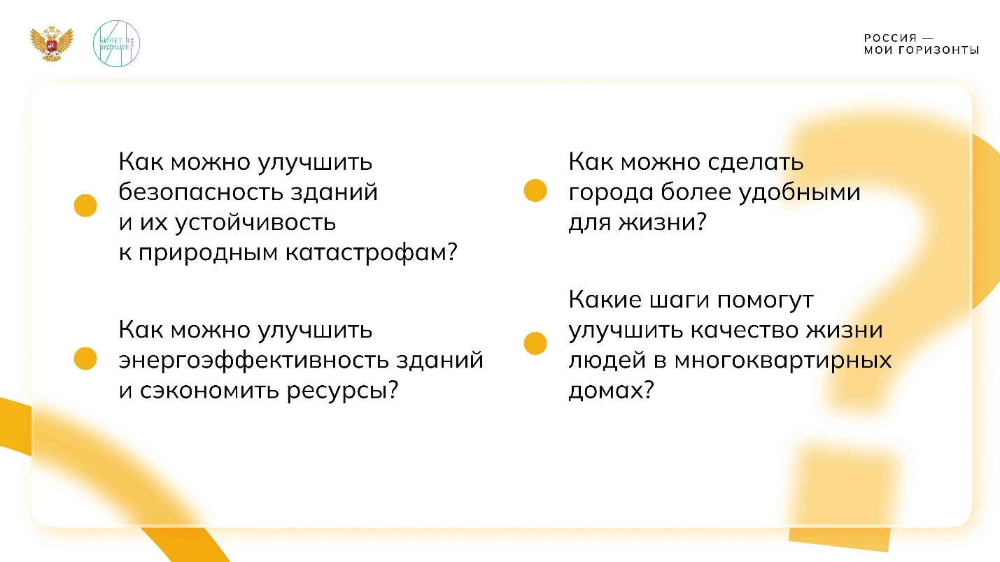 БИЛЕТ В
БУДУЩЕЕ
ТВОЁ
РОССИЯ —
МОИ ГОРИЗОНТЫ
Как можно улучшить
безопасность зданий
и их устойчивость
к природным катастрофам?
Как можно улучшить
энергоэффективность зданий
и сэкономить ресурсы?
Как можно сделать
города более удобными
для жизни?
Какие шаги помогут
улучшить качество жизни
людей в многоквартирных
домах?